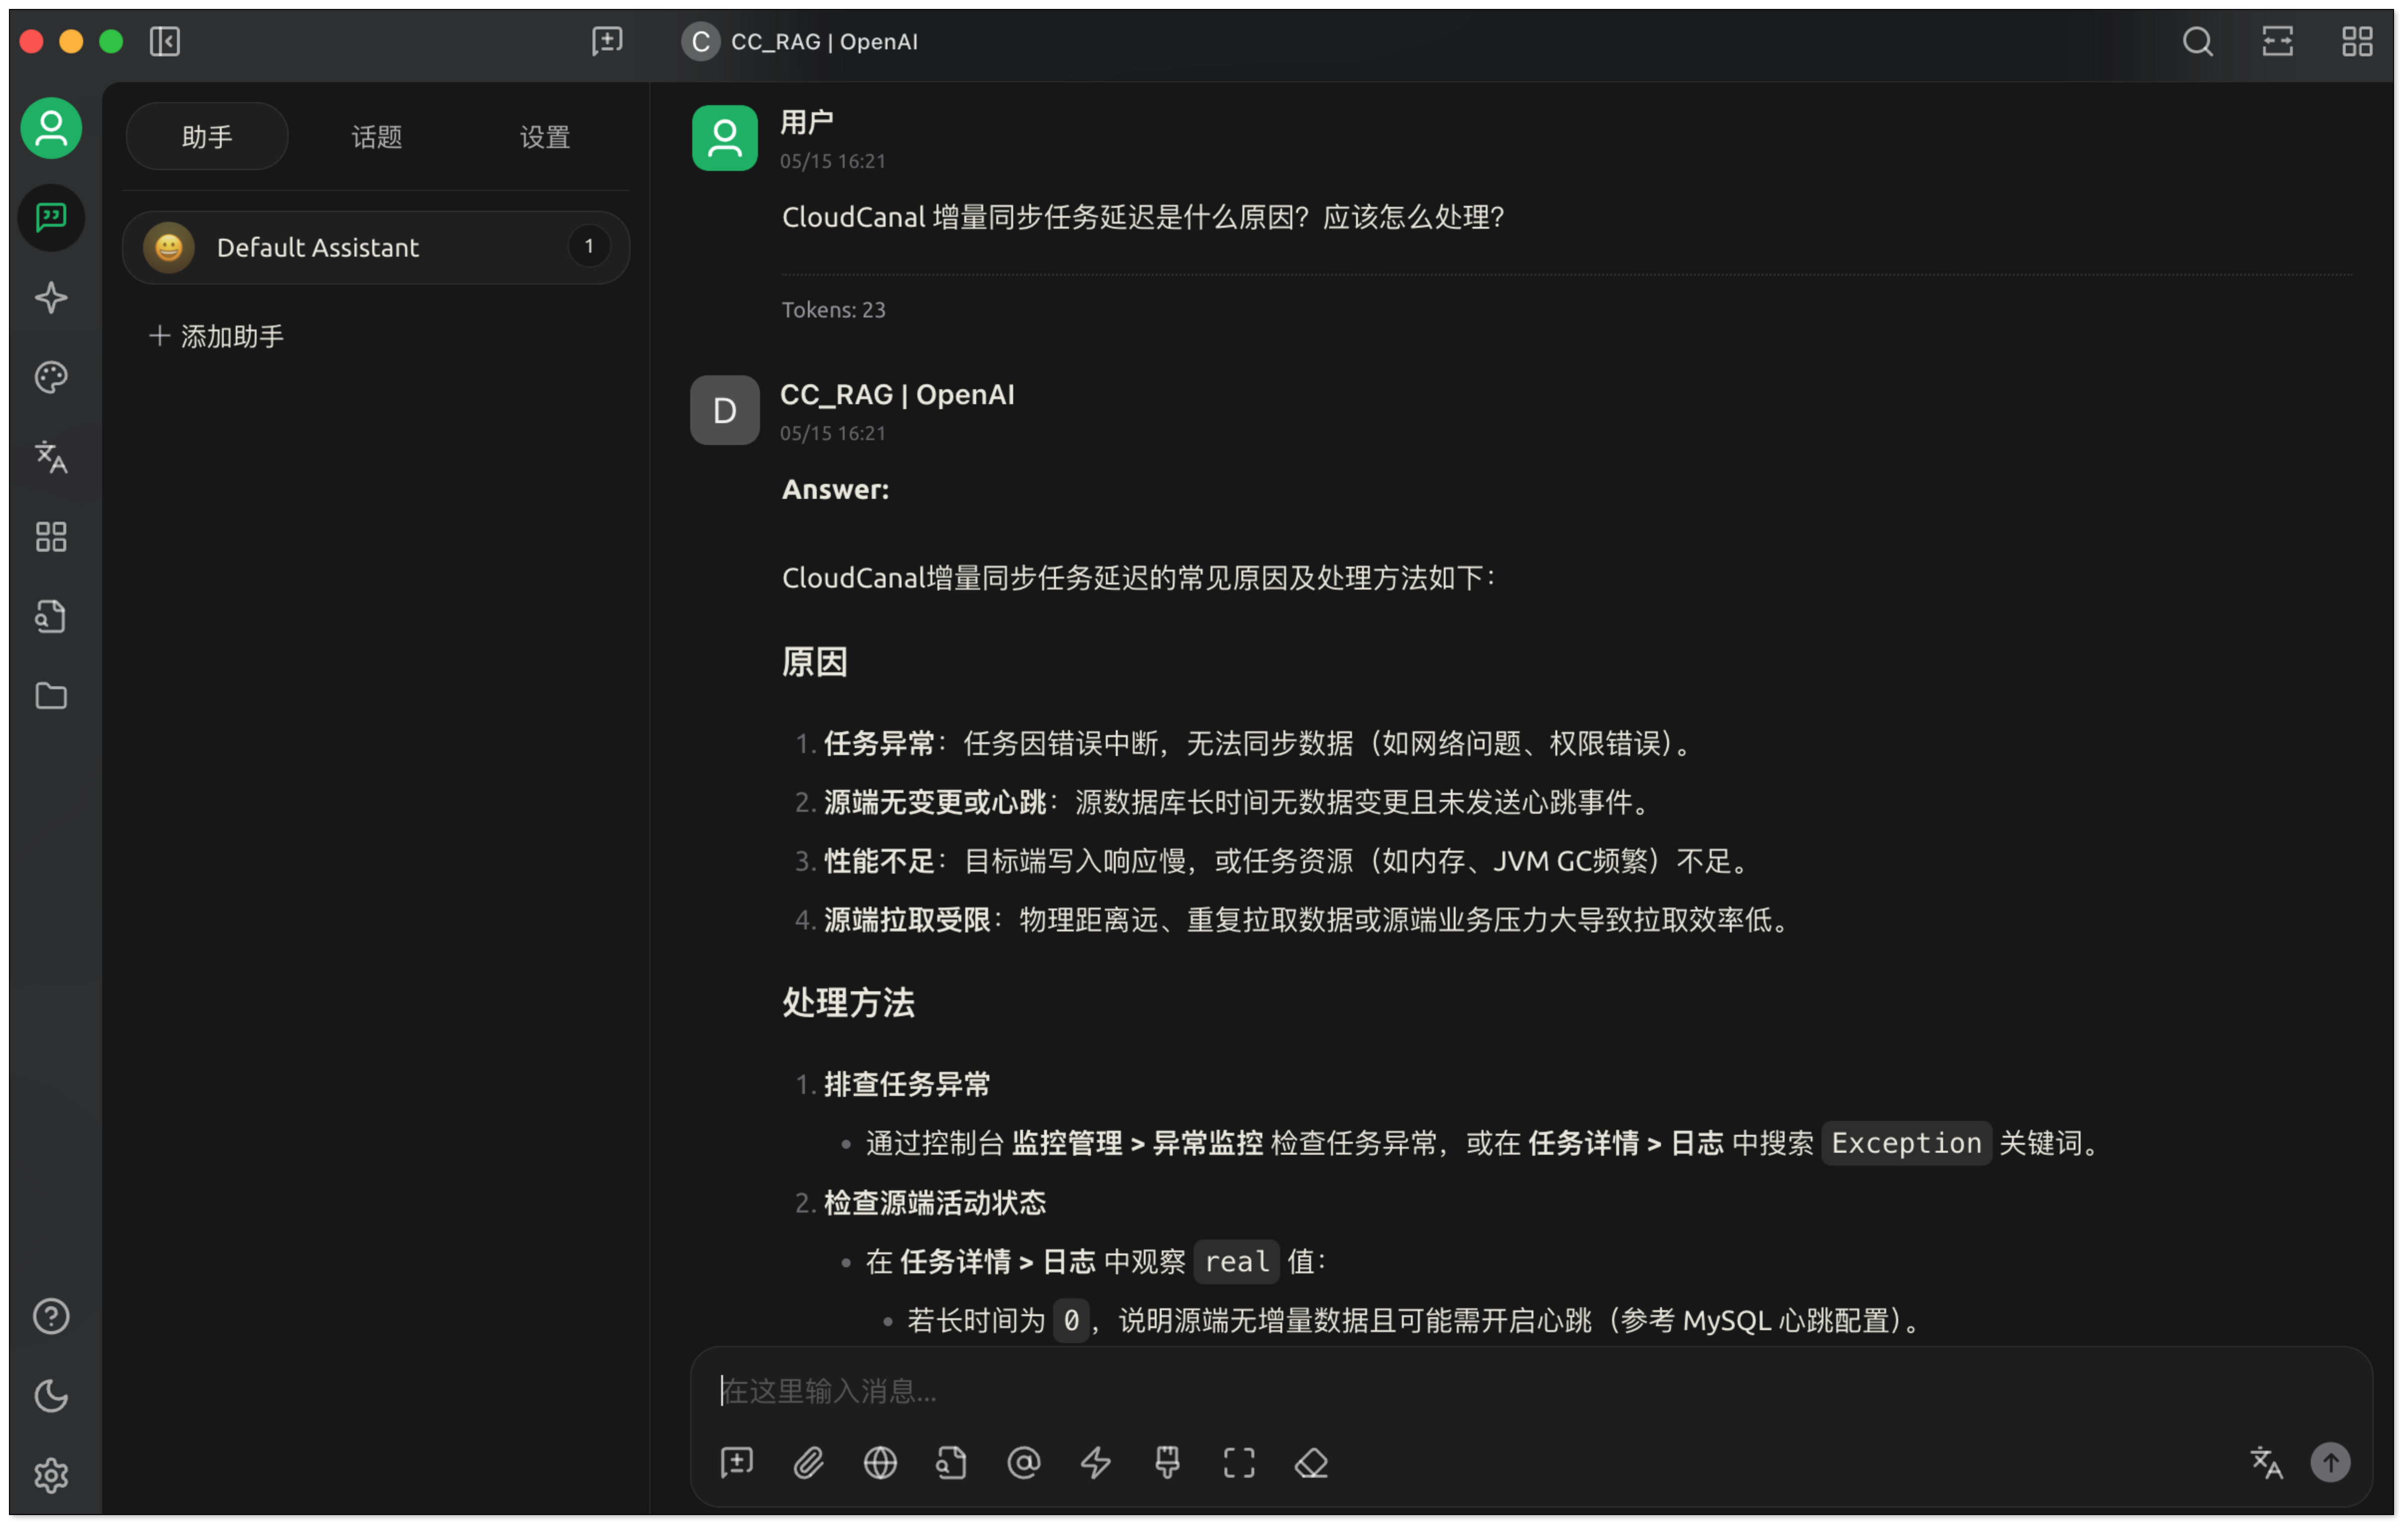 C CC_RAG | OpenAI
助手
话题
设置
Default Assistant
1
添加助手
用户
05/15 16:21
CloudCanal 增量同步任务延迟是什么原因？应该怎么处理？
Tokens: 23
D
CC_RAG | OpenAI
05/15 16:21
Answer:
CloudCanal增量同步任务延迟的常见原因及处理方法如下：
原因
1. 任务异常：任务因错误中断，无法同步数据（如网络问题、权限错误）。
2. 源端无变更或心跳：源数据库长时间无数据变更且未发送心跳事件。
3. 性能不足：目标端写入响应慢，或任务资源（如内存、JVM GC频繁）不足。
4. 源端拉取受限：物理距离远、重复拉取数据或源端业务压力大导致拉取效率低。
处理方法
1. 排查任务异常
• 通过控制台 监控管理 > 异常监控 检查任务异常，或在 任务详情 > 日志 中搜索 Exception 关键词。
2. 检查源端活动状态
• 在 任务详情 > 日志 中观察 real 值：
• 若长时间为 0，说明源端无增量数据且可能需开启心跳（参考 MySQL 心跳配置）。
在这里输入消息...